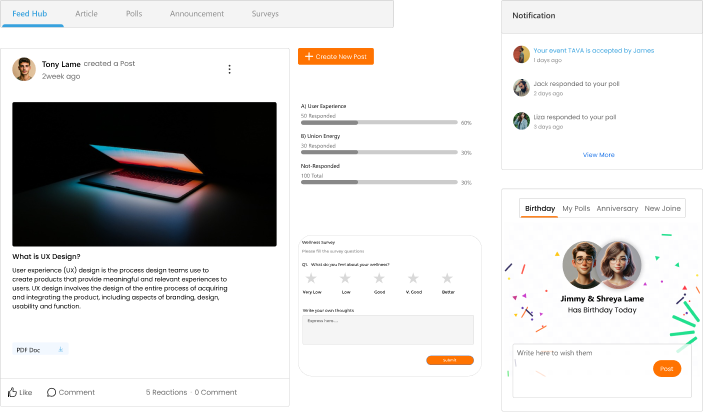 Feed Hub Article Polls Announcement Surveys
Tony Lame created a Post
2week ago
What is UX Design?
User experience (UX) design is the process design teams use to
create products that provide meaningful and relevant experiences to
users. UX design involves the design of the entire process of acquiring
and integrating the product, including aspects of branding, design,
usability and function.
PDF Doc
Like Comment 5 Reactions · 0 Comment
Create New Post
A) User Experience
50 Responded
60%
B) Union Energy
30 Responded
30%
Not-Responded
100 Total
30%
Wellness Survey
Please fill the survey questions
Q1. What do you feel about your wellness?
Very Low Low Good V. Good Better
Write your own thoughts
Express here...
Submit
Notification
Your event TAVA is accepted by James
1 days ago
Jack responded to your poll
2 days ago
Liza responded to your poll
3 days ago
View More
Birthday My Polls Anniversary New Joine
Jimmy & Shreya Lame
Has Birthday Today
Write here to wish them
Post